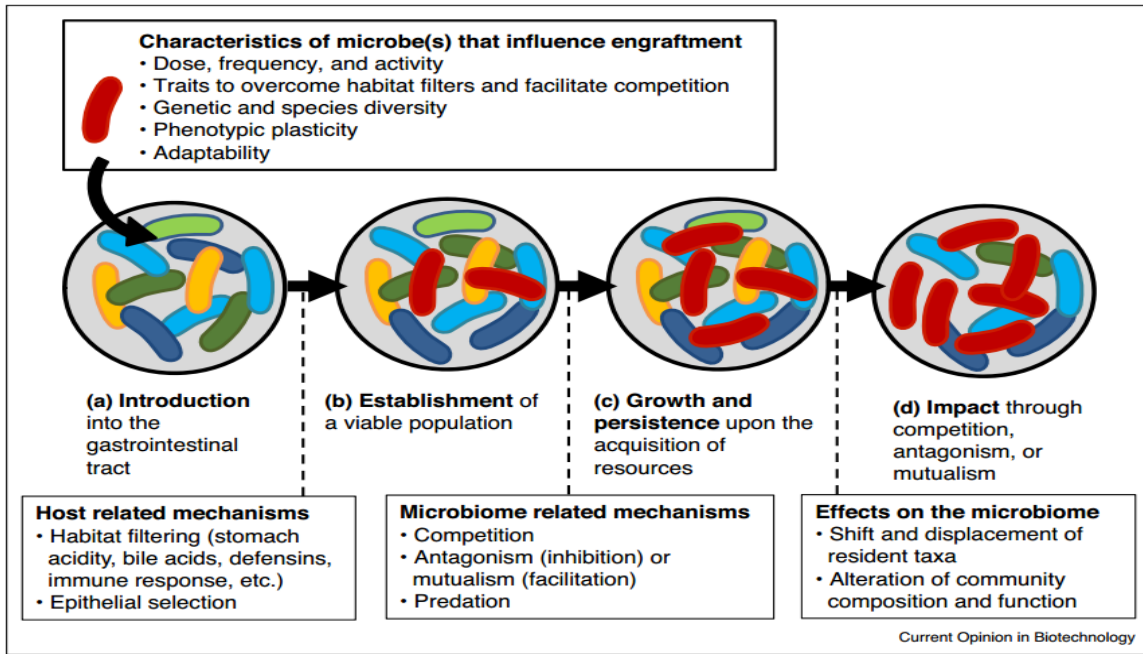 Characteristics of microbe(s) that influence engraftment
• Dose, frequency, and activity
• Traits to overcome habitat filters and facilitate competition
• Genetic and species diversity
• Phenotypic plasticity
• Adaptability
(a) Introduction
into the
gastrointestinal
tract
(b) Establishment of
a viable population
(c) Growth and
persistence upon the
acquisition of
resources
(d) Impact through
competition,
antagonism, or
mutualism
Host related mechanisms
• Habitat filtering (stomach
acidity, bile acids, defensins,
immune response, etc.)
• Epithelial selection
Microbiome related mechanisms
• Competition
• Antagonism (inhibition) or
mutualism (facilitation)
• Predation
Effects on the microbiome
• Shift and displacement of
resident taxa
• Alteration of community
composition and function
Current Opinion in Biotechnology